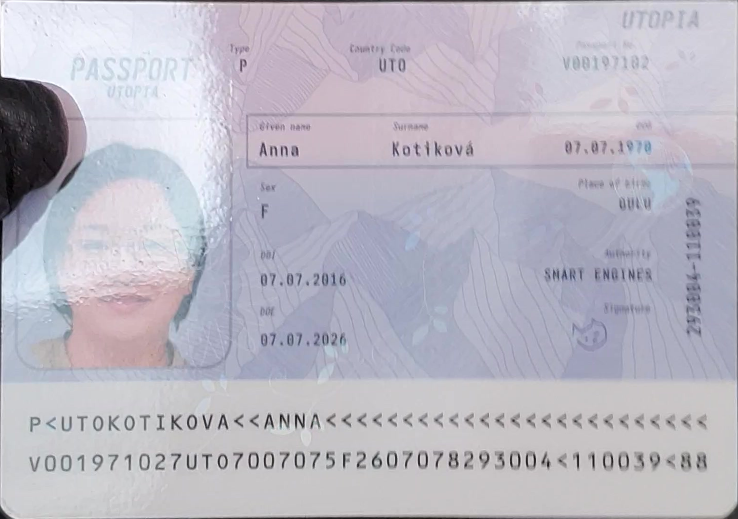 UTOPIA
PASSPORT
UTOPIA
Type
Country Code
Passport No
P
UTO
V00197102
Given name
Surname
DOB
Anna
Kotiková
07.07.1970
Sex
Place of birth
F
OULU
DOI
Authority
07.07.2016
SMART ENGINES
DOE
Signature
07.07.2026
P<UTOKOTIKOVA<<ANNA<<<<<<<<<<<<<<<<<<<<<<<<<
V001971027UTO7007075F2607078293004<110039<88